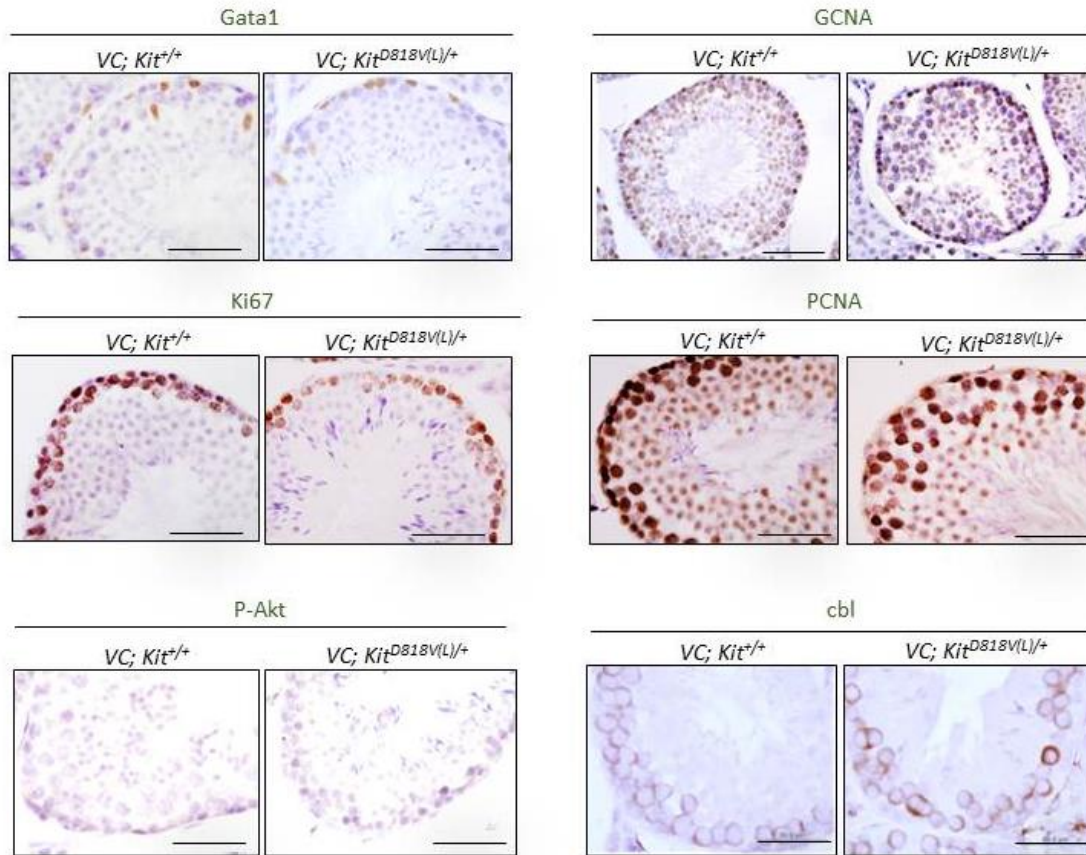 Gata1
GCNA
VC; Kit+/+
VC; KitD818V(L)/+
VC; Kit+/+
VC; KitD818V(L)/+
Ki67
PCNA
VC; Kit+/+
VC; KitD818V(L)/+
VC; Kit+/+
VC; KitD818V(L)/+
P-Akt
cbl
VC; Kit+/+
VC; KitD818V(L)/+
VC; Kit+/+
VC; KitD818V(L)/+